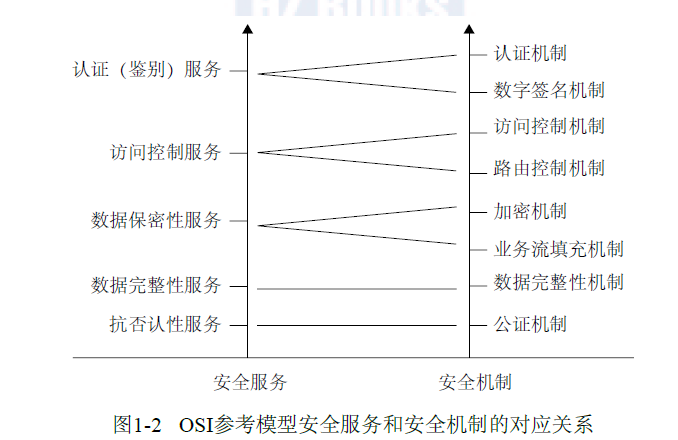 HZ BOOKS
认证（鉴别）服务
认证机制
数字签名机制
访问控制服务
访问控制机制
路由控制机制
数据保密性服务
加密机制
业务流填充机制
数据完整性服务
数据完整性机制
抗否认性服务
公证机制
安全服务
安全机制
图1-2 OSI参考模型安全服务和安全机制的对应关系